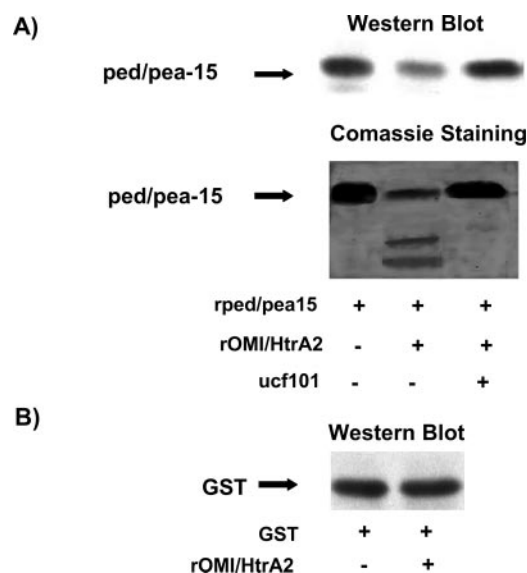 A)
Western Blot
ped/pea-15
Comassie Staining
ped/pea-15
rped/pea15 + + +
rOMI/HtrA2 - + +
ucf101 - - +
B)
Western Blot
GST
GST + +
rOMI/HtrA2 - +